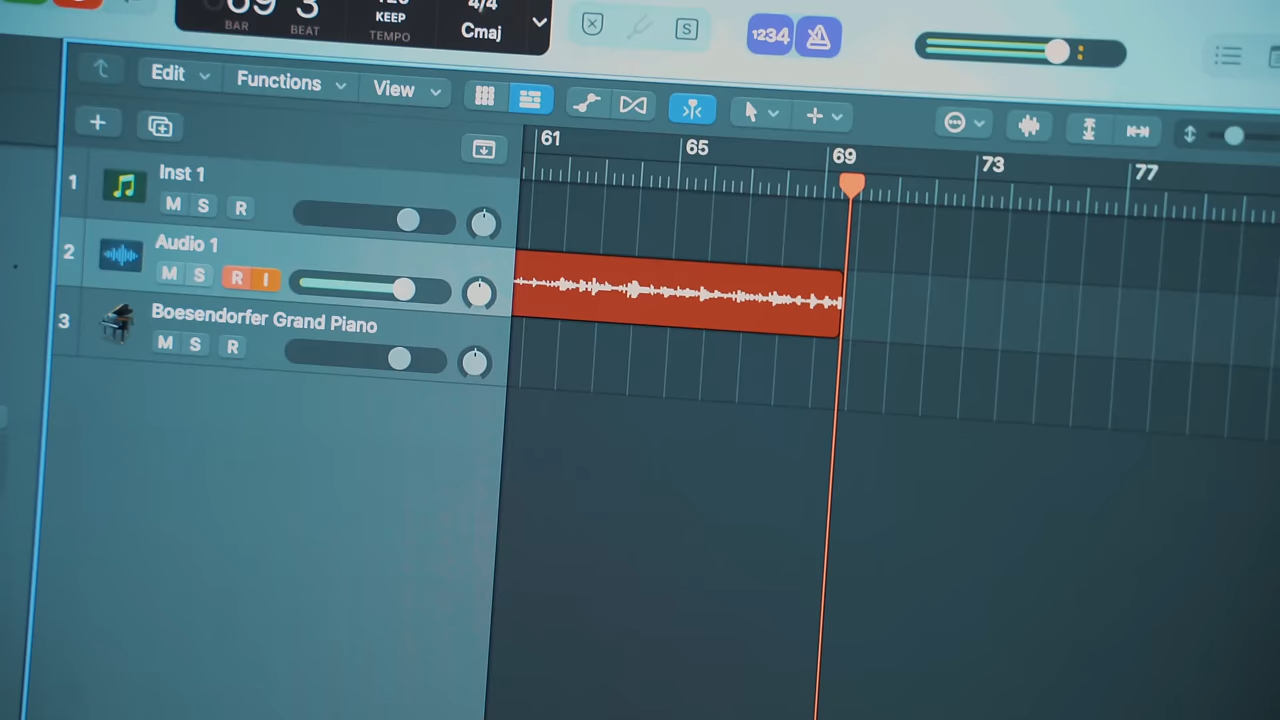 69 3
4/4
BAR
BEAT
KEEP
TEMPO
Cmaj
S
1234
Edit
Functions
View
61
65
69
73
77
1
Inst 1
M S R
2
Audio 1
M S R I
3
Boesendorfer Grand Piano
M S R